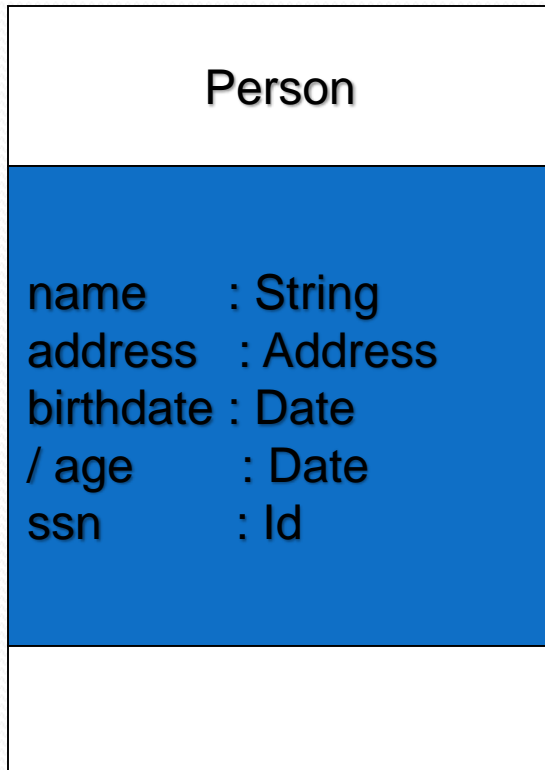 Person
name : String
address : Address
birthdate : Date
/ age : Date
ssn : Id